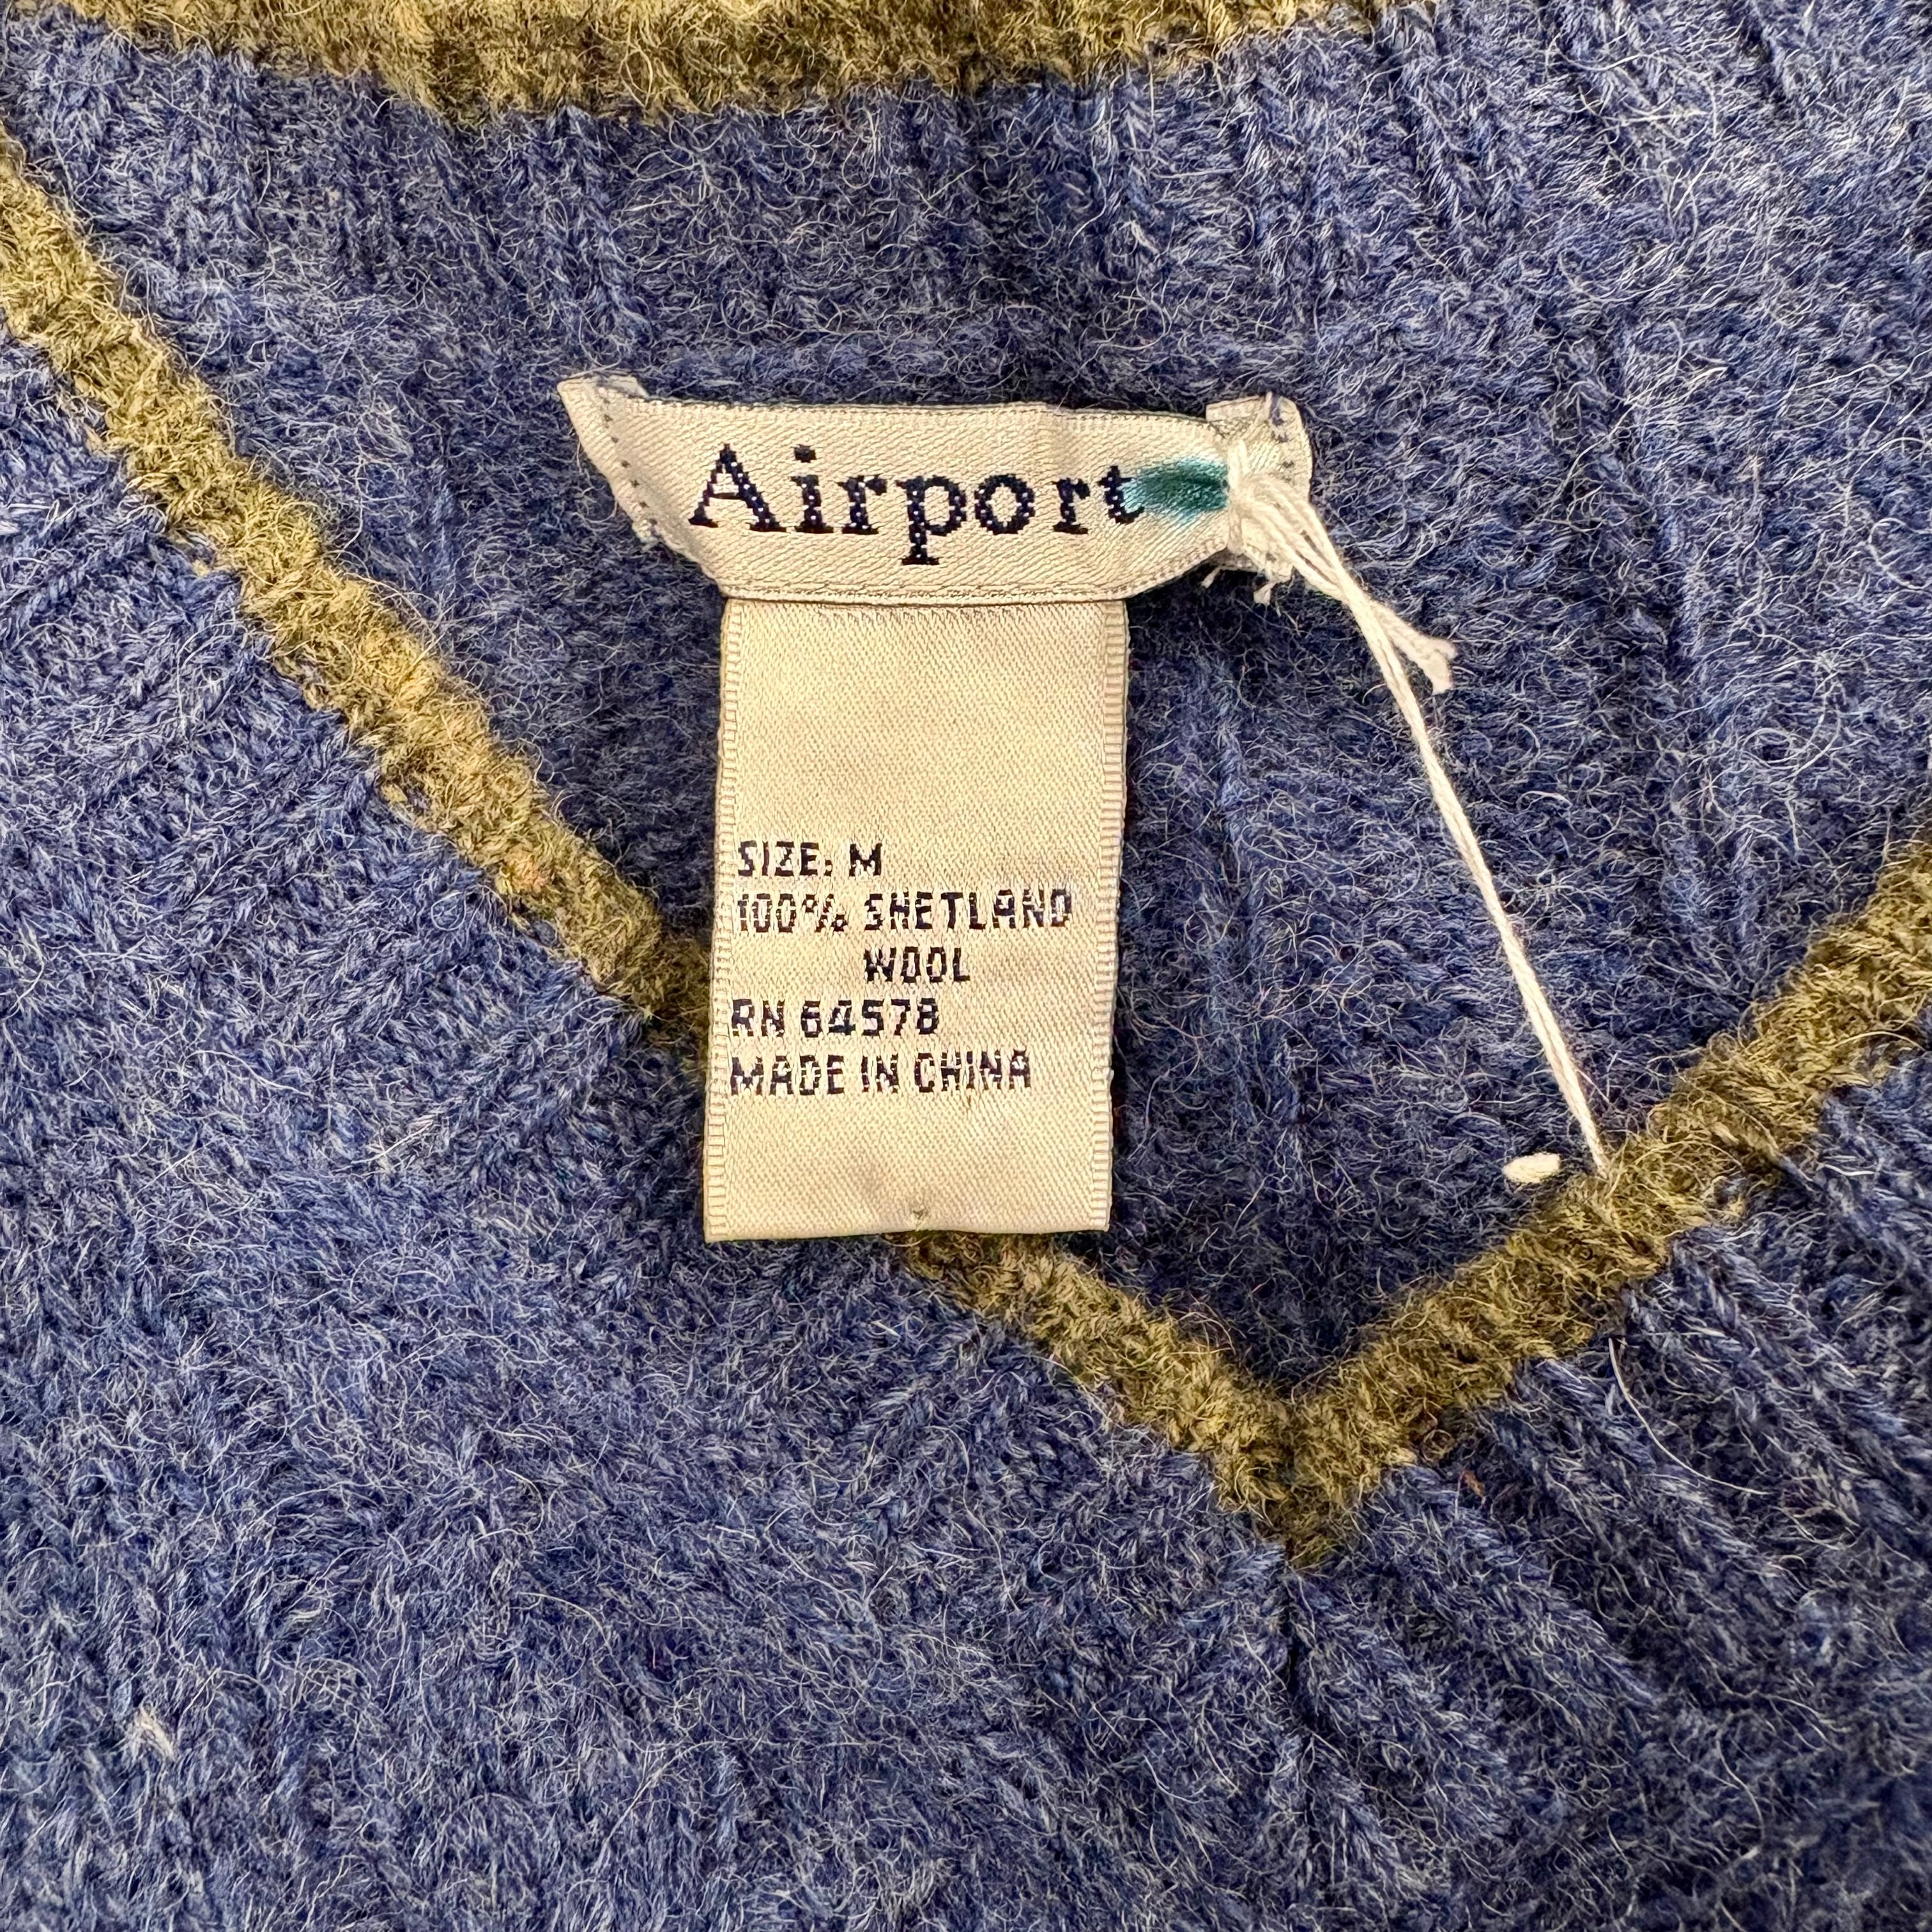 Airport
SIZE: M
100% SHETLAND
WOOL
RN 64578
MADE IN CHINA